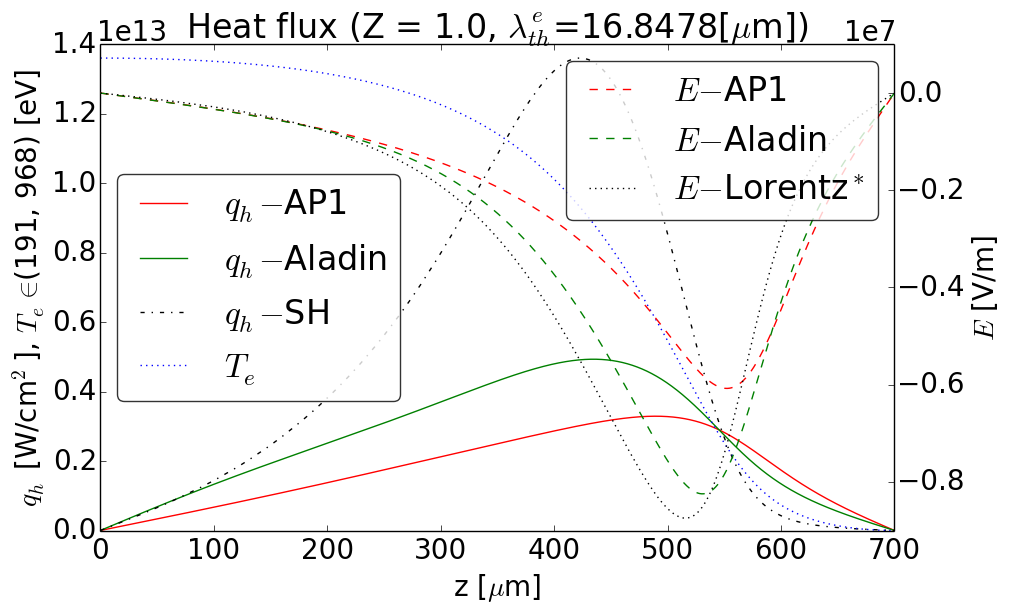 1e13 Heat flux (Z = 1.0, λ_th^e=16.8478[μm]) 1e7
q_h [W/cm²], T_e ∈(191, 968) [eV]
1.4
1.2
1.0
0.8
0.6
0.4
0.2
0.0
q_h −AP1
q_h −Aladin
q_h −SH
T_e
E−AP1
E−Aladin
E−Lorentz*
0.0
−0.2
−0.4
−0.6
−0.8
E [V/m]
0 100 200 300 400 500 600 700
z [μm]